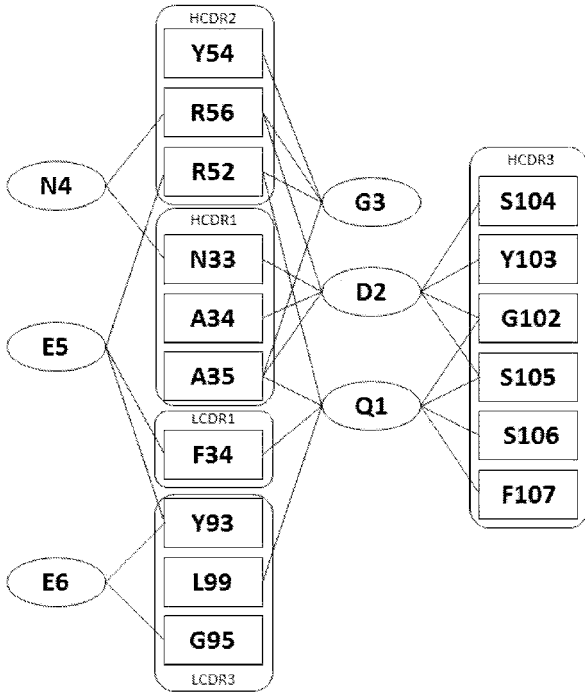 HCDR2
Y54
R56
R52
N4
HCDR1
N33
A34
A35
E5
LCDR1
F34
Y93
L99
G95
LCDR3
E6
G3
D2
Q1
HCDR3
S104
Y103
G102
S105
S106
F107